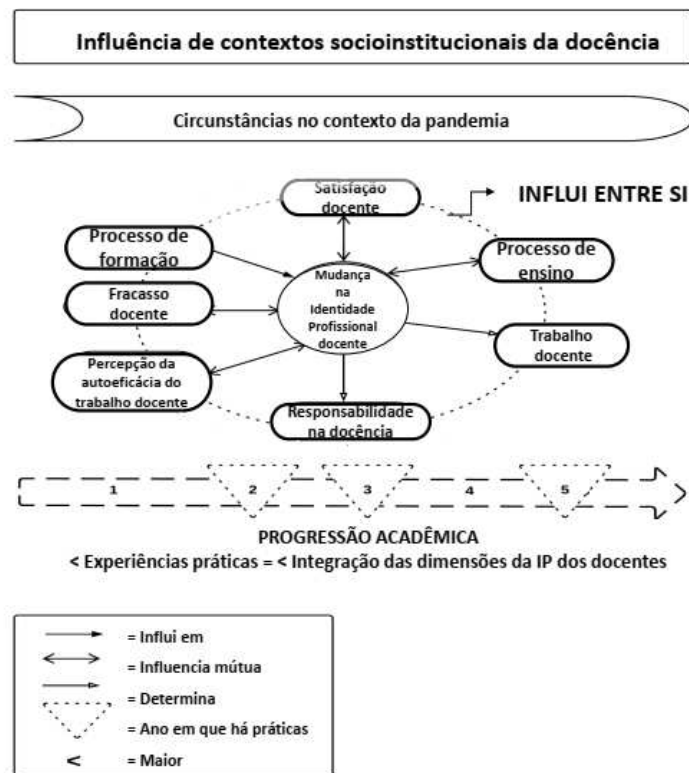 Influência de contextos socioinstitucionais da docência
Circunstâncias no contexto da pandemia
Satisfação
docente
INFLUI ENTRE SI
Processo de
formação
Processo de
ensino
Mudança
na
Identidade
Profissional
docente
Fracasso
docente
Trabalho
docente
Percepção da
autoeficácia do
trabalho docente
Responsabilidade
na docência
1 2 3 4 5
PROGRESSÃO ACADÊMICA
< Experiências práticas = < Integração das dimensões da IP dos docentes
= Influi em
= Influencia mútua
= Determina
= Ano em que há práticas
< = Maior